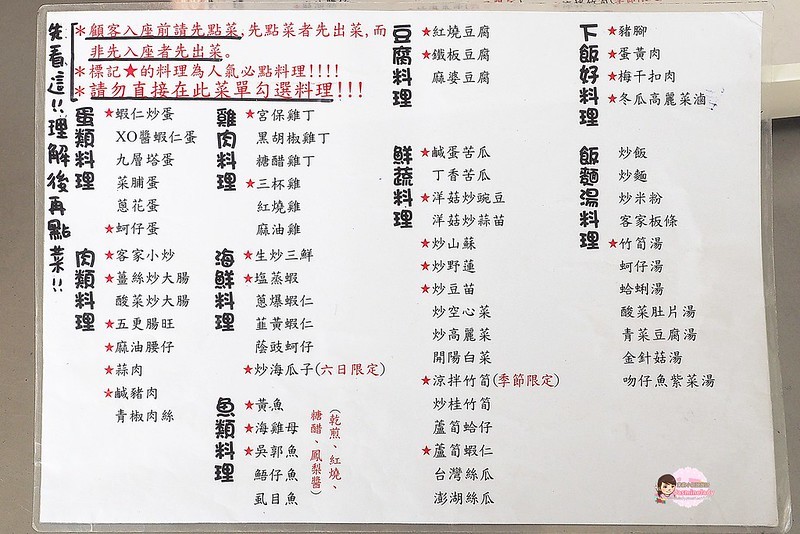 先看這!!理解後再點菜!!
*顧客入座前請先點菜,先點菜者先出菜,而
非先入座者先出菜。
*標記★的料理為人氣必點料理!!!!
*請勿直接在此菜單勾選料理!!!
蛋類料理
★蝦仁炒蛋
XO醬蝦仁蛋
九層塔蛋
菜脯蛋
蔥花蛋
★蚵仔蛋
肉類料理
★客家小炒
★薑絲炒大腸
酸菜炒大腸
★五更腸旺
★麻油腰仔
★蒜肉
★鹹豬肉
青椒肉絲
雞肉料理
★宮保雞丁
黑胡椒雞丁
糖醋雞丁
★三杯雞
紅燒雞
麻油雞
海鮮料理
★生炒三鮮
★塩蒸蝦
蔥爆蝦仁
韮黃蝦仁
蔭豉蚵仔
★炒海瓜子(六日限定)
魚類料理
★黃魚
★海雞母
★吳郭魚
鯃仔魚
虱目魚
(乾煎、紅燒、
糖醋、鳳梨醬)
豆腐料理
★紅燒豆腐
★鐵板豆腐
麻婆豆腐
鮮蔬料理
★鹹蛋苦瓜
丁香苦瓜
★洋菇炒豌豆
洋菇炒蒜苗
★炒山蘇
★炒野蓮
★炒豆苗
炒空心菜
炒高麗菜
開陽白菜
★涼拌竹筍(季節限定)
炒桂竹筍
蘆筍蛤仔
★蘆筍蝦仁
台灣絲瓜
澎湖絲瓜
下飯好料理
★豬腳
★蛋黃肉
★梅干扣肉
★冬瓜高麗菜滷
飯麵湯料理
炒飯
炒麵
炒米粉
客家板條
★竹筍湯
蚵仔湯
蛤蜊湯
酸菜肚片湯
青菜豆腐湯
金針菇湯
吻仔魚紫菜湯